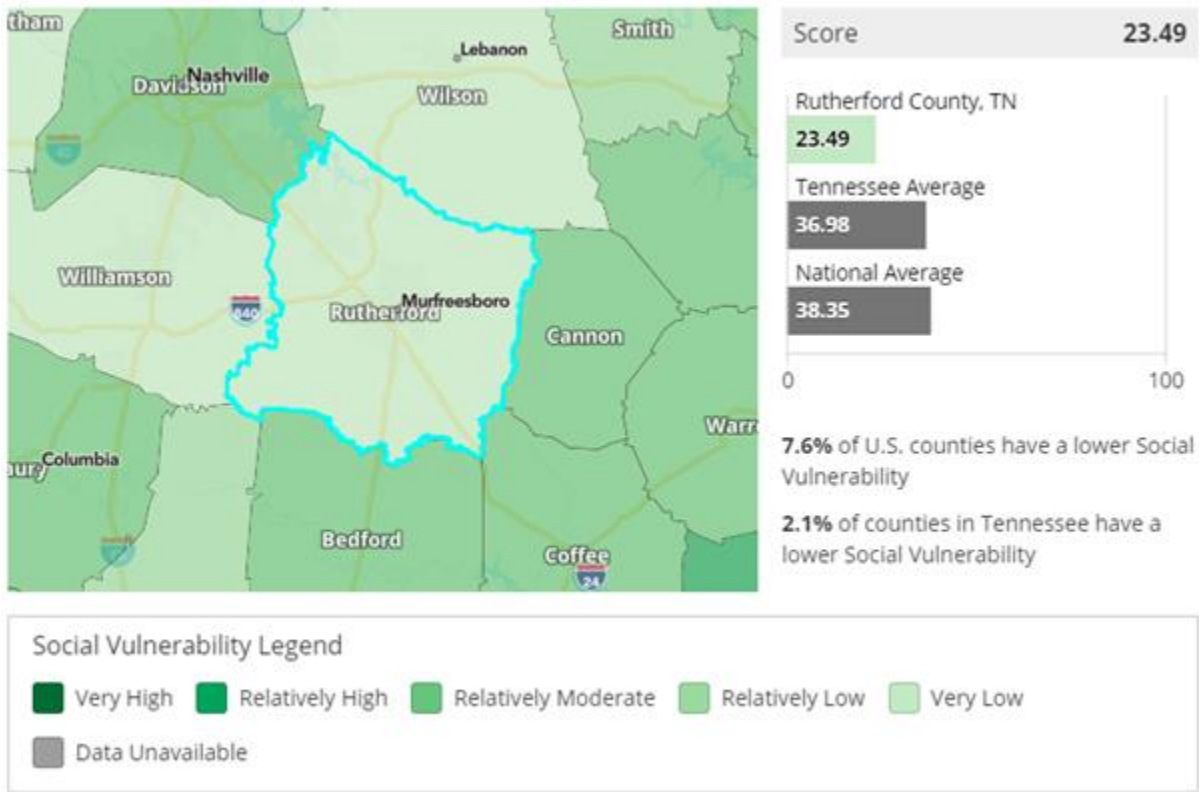 tham
Smith
Lebanon
Nashville
Davidson
Wilson
Williamson
Murfreesboro
Rutherford
840
Cannon
Warr
Columbia
aury
Bedford
Coffee
24
Score 23.49
Rutherford County, TN
23.49
Tennessee Average
36.98
National Average
38.35
0 100
7.6% of U.S. counties have a lower Social
Vulnerability
2.1% of counties in Tennessee have a
lower Social Vulnerability
Social Vulnerability Legend
Very High Relatively High Relatively Moderate Relatively Low Very Low
Data Unavailable